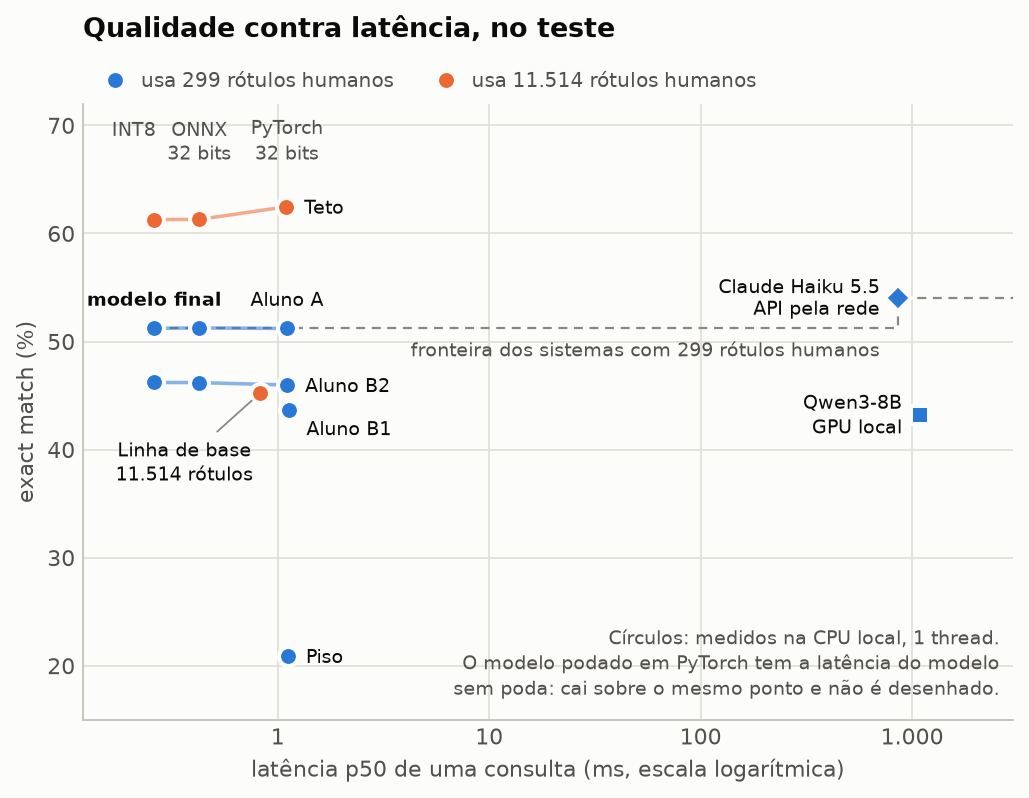 Qualidade contra latência, no teste
usa 299 rótulos humanos
usa 11.514 rótulos humanos
70
60
50
40
30
20
exact match (%)
INT8
ONNX
32 bits
PyTorch
32 bits
Teto
modelo final
Aluno A
Claude Haiku 5.5
API pela rede
fronteira dos sistemas com 299 rótulos humanos
Aluno B2
Aluno B1
Qwen3-8B
GPU local
Linha de base
11.514 rótulos
Piso
Círculos: medidos na CPU local, 1 thread.
O modelo podado em PyTorch tem a latência do modelo
sem poda: cai sobre o mesmo ponto e não é desenhado.
1
10
100
1.000
latência p50 de uma consulta (ms, escala logarítmica)